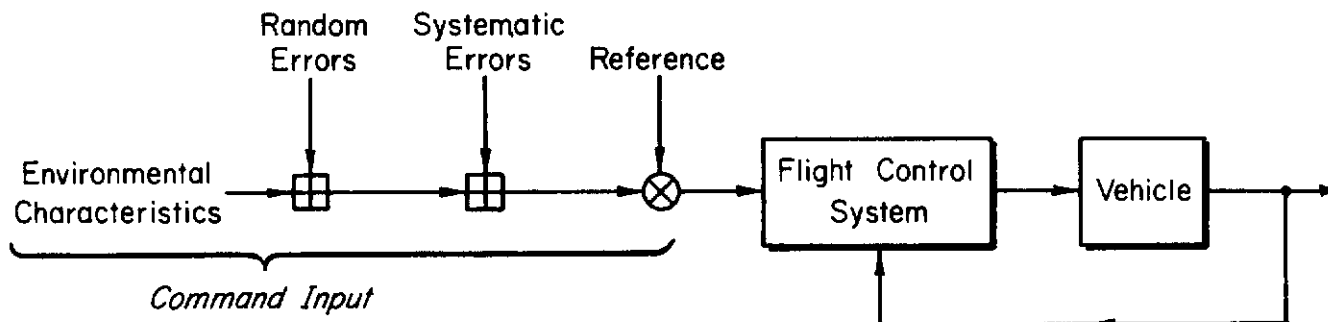 Random
Errors
Systematic
Errors
Reference
Environmental
Characteristics
Flight Control
System
Vehicle
Command Input